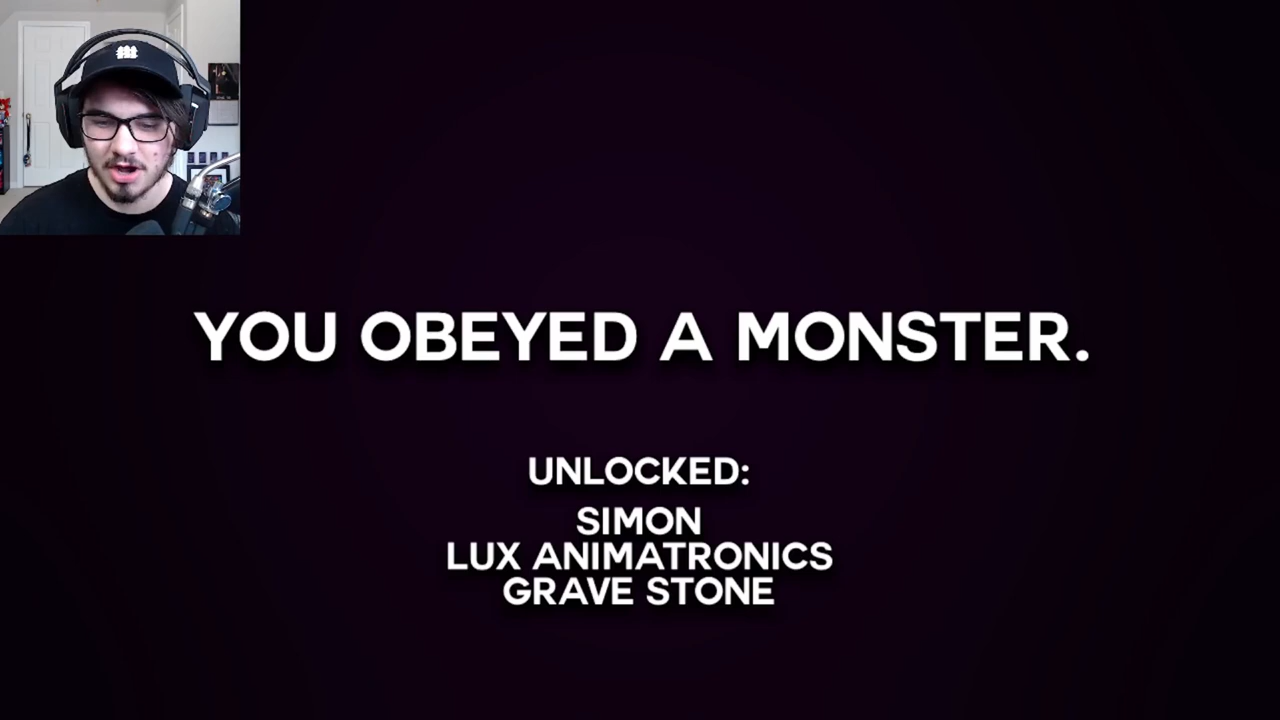 YOU OBEYED A MONSTER.
UNLOCKED:
SIMON
LUX ANIMATRONICS
GRAVE STONE